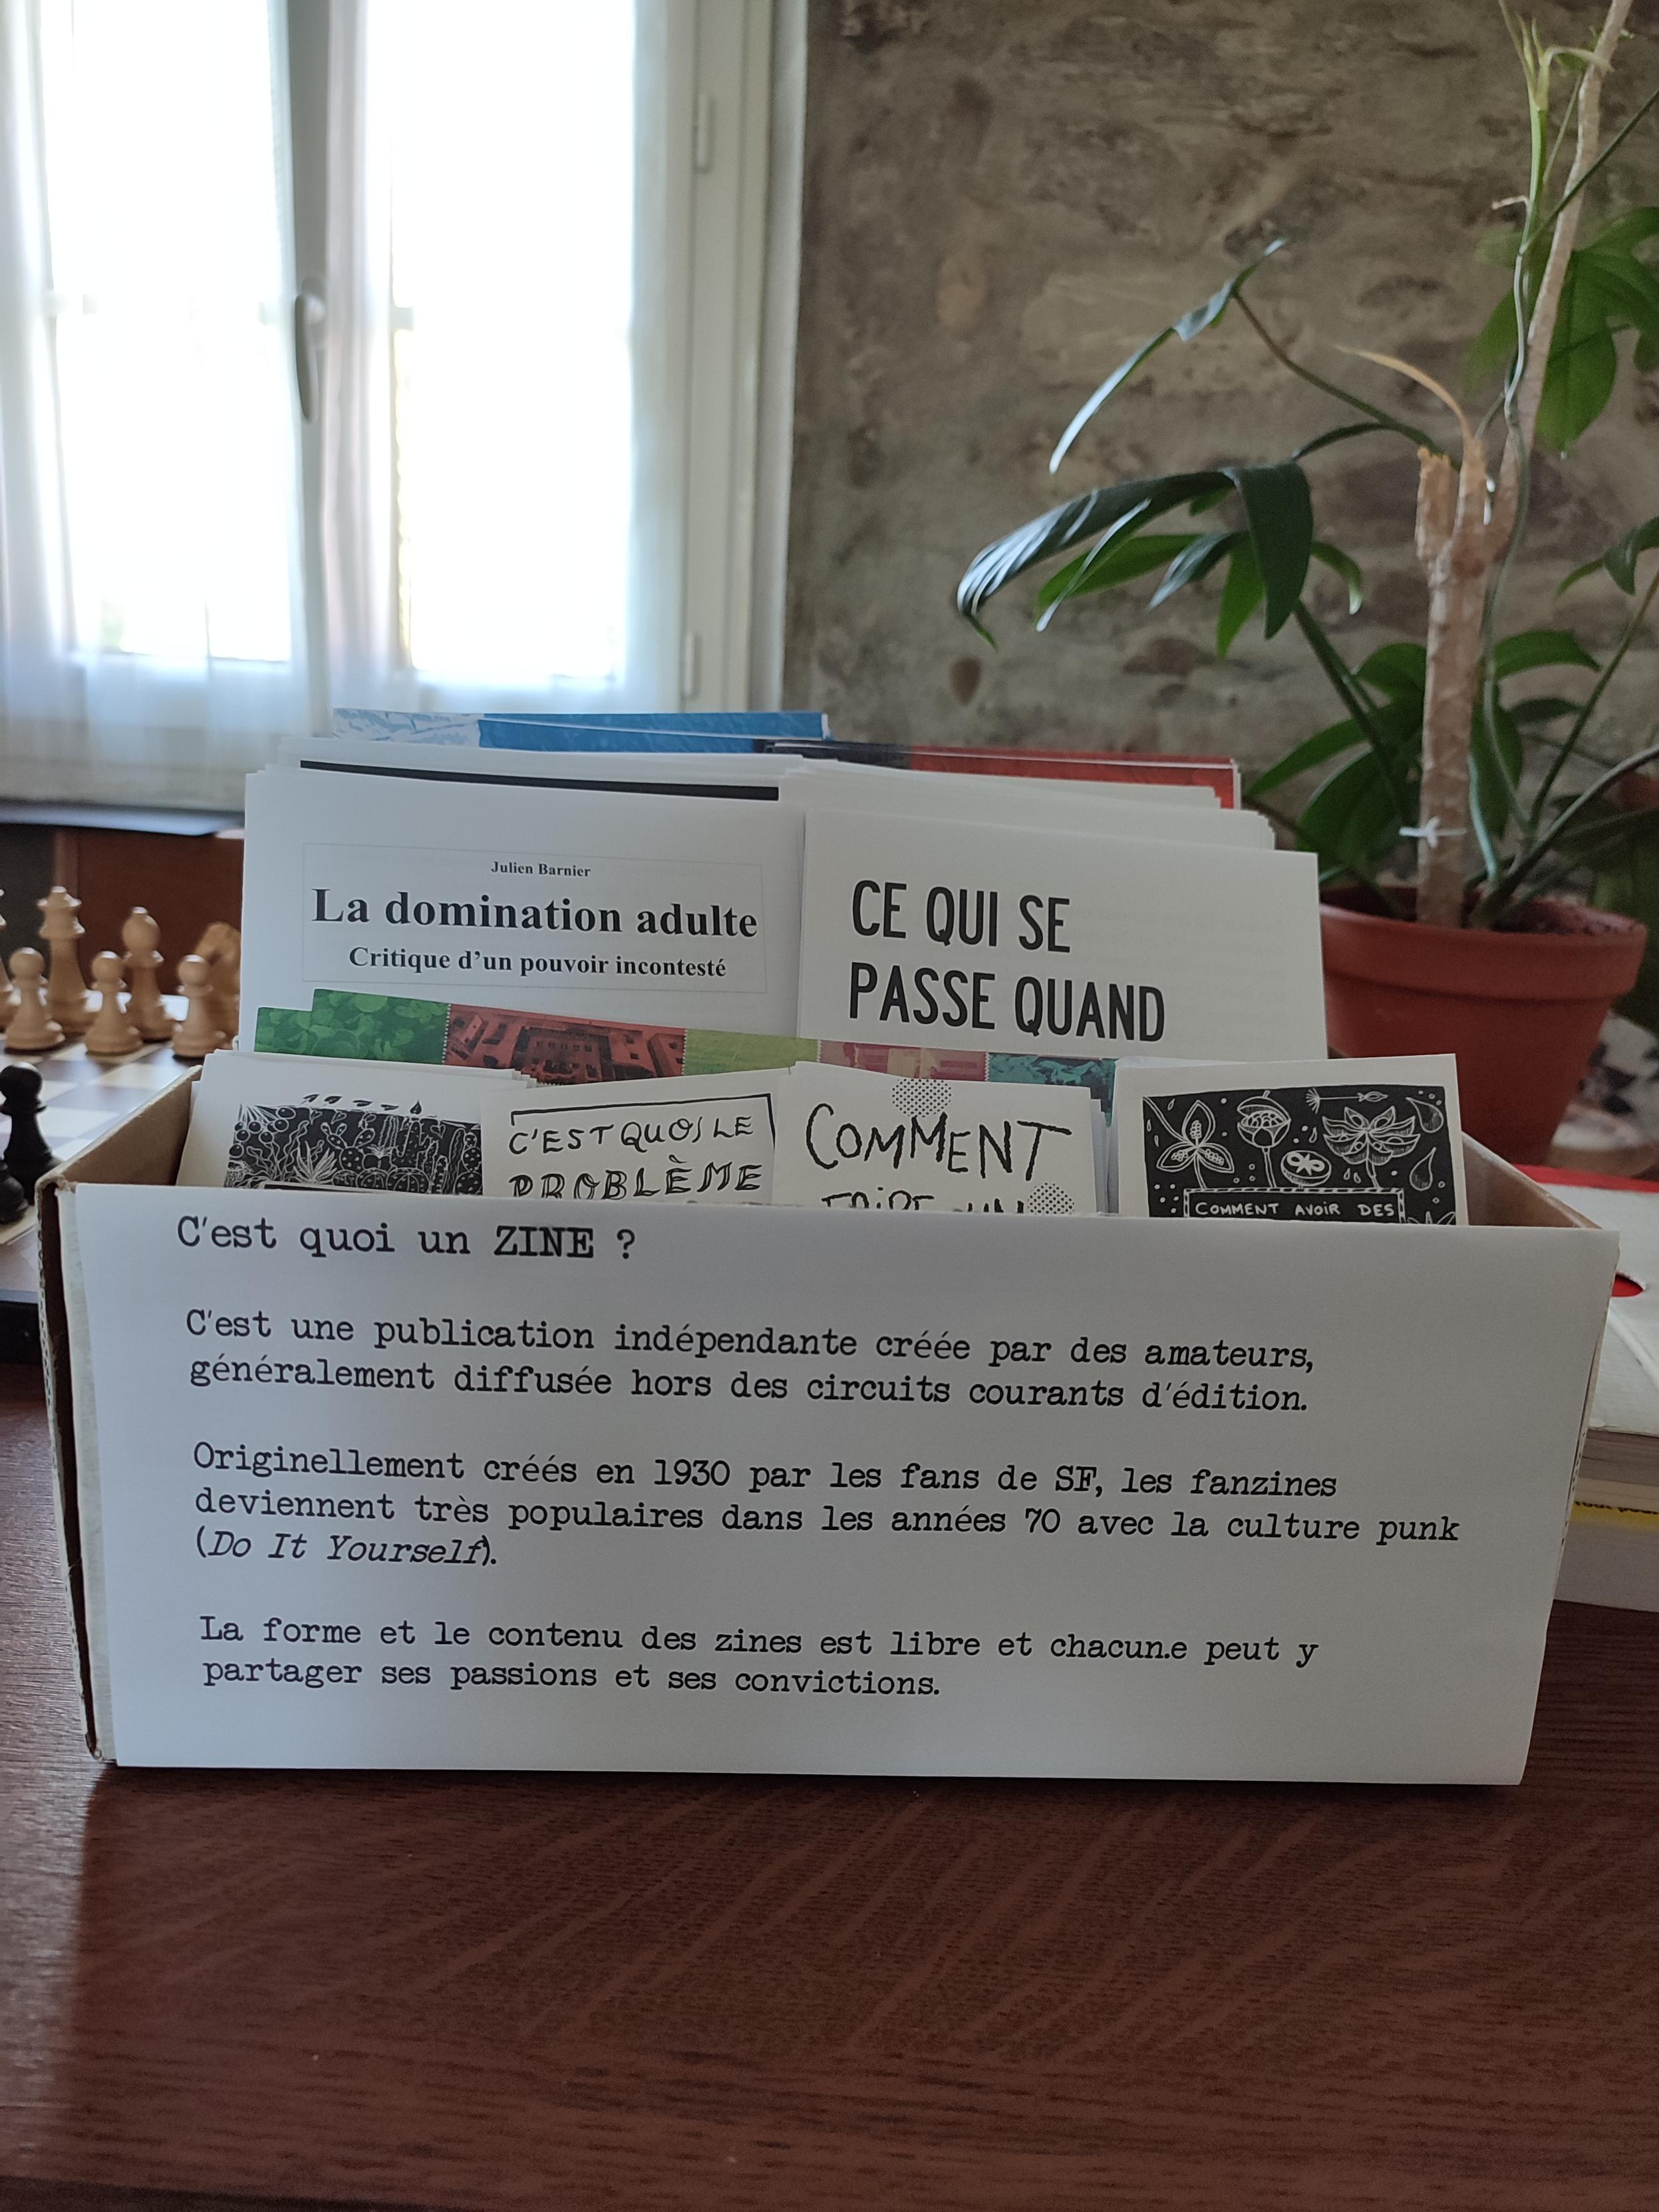 Julien Barnier
La domination adulte
Critique d'un pouvoir incontesté
CE QUI SE
PASSE QUAND
C'EST QUOI LE
PROBLÈME
COMMENT
FAIRE UN
COMMENT AVOIR DES
C'est quoi un ZINE ?
C'est une publication indépendante créée par des amateurs,
généralement diffusée hors des circuits courants d'édition.
Originellement créés en 1930 par les fans de SF, les fanzines
deviennent très populaires dans les années 70 avec la culture punk
(Do It Yourself).
La forme et le contenu des zines est libre et chacun.e peut y
partager ses passions et ses convictions.